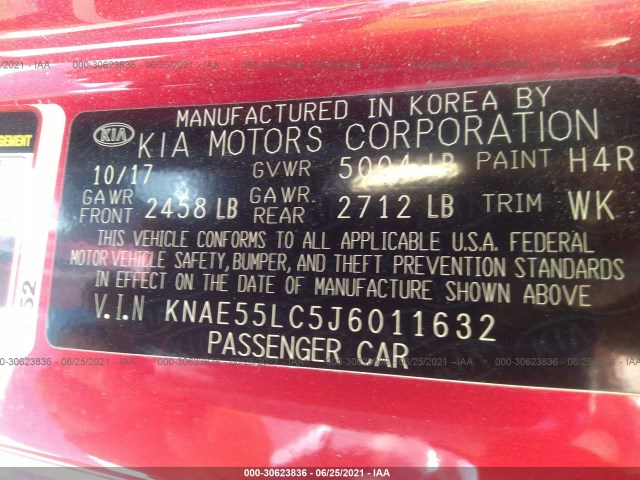 MANUFACTURED IN KOREA BY
KIA KIA MOTORS CORPORATION
10/17 GVWR 5004 LB PAINT H4R
GAWR FRONT 2458 LB GAWR REAR 2712 LB TRIM WK
THIS VEHICLE CONFORMS TO ALL APPLICABLE U.S.A. FEDERAL
MOTOR VEHICLE SAFETY, BUMPER, AND THEFT PREVENTION STANDARDS
IN EFFECT ON THE DATE OF MANUFACTURE SHOWN ABOVE
V.I.N KNAE55LC5J6011632
PASSENGER CAR
52
000-30623836 - 06/25/2021 - IAA